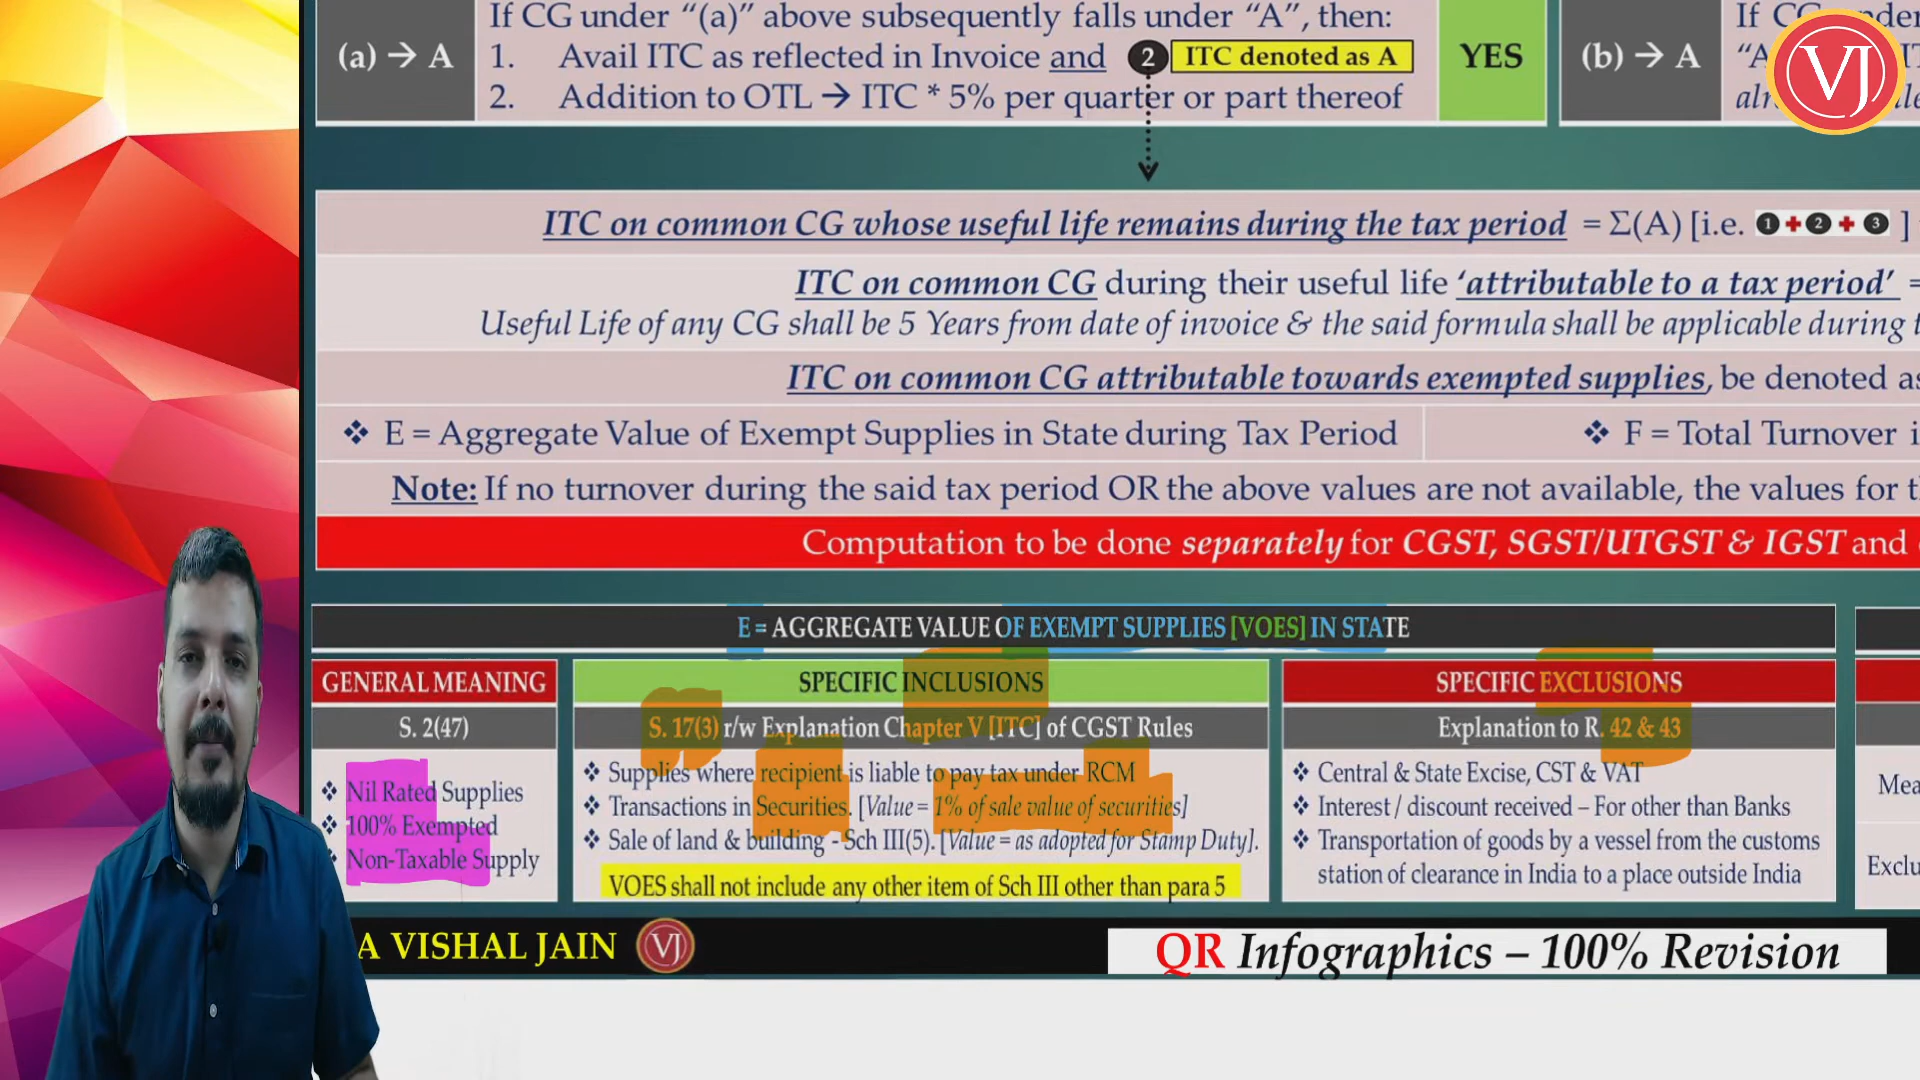 If CG under “(a)” above subsequently falls under “A”, then:
(a) → A
1. Avail ITC as reflected in Invoice and
2 ITC denoted as A
2. Addition to OTL → ITC * 5% per quarter or part thereof
YES
(b) → A
If
VJ
ITC on common CG whose useful life remains during the tax period = Σ(A) [i.e. 1+2+3 ]
ITC on common CG during their useful life ‘attributable to a tax period’ =
Useful Life of any CG shall be 5 Years from date of invoice & the said formula shall be applicable during
ITC on common CG attributable towards exempted supplies, be denoted as
❖ E = Aggregate Value of Exempt Supplies in State during Tax Period
❖ F = Total Turnover
Note: If no turnover during the said tax period OR the above values are not available, the values for
Computation to be done separately for CGST, SGST/UTGST & IGST and
E = AGGREGATE VALUE OF EXEMPT SUPPLIES [VOES] IN STATE
GENERAL MEANING
S. 2(47)
❖ Nil Rated Supplies
❖ 100% Exempted
Non-Taxable Supply
SPECIFIC INCLUSIONS
S. 17(3) r/w Explanation Chapter V [ITC] of CGST Rules
❖ Supplies where recipient is liable to pay tax under RCM
❖ Transactions in Securities. [Value = 1% of sale value of securities]
❖ Sale of land & building - Sch III(5). [Value = as adopted for Stamp Duty].
VOES shall not include any other item of Sch III other than para 5
SPECIFIC EXCLUSIONS
Explanation to R. 42 & 43
❖ Central & State Excise, CST & VAT
❖ Interest / discount received – For other than Banks
❖ Transportation of goods by a vessel from the customs
station of clearance in India to a place outside India
A VISHAL JAIN VJ
QR Infographics – 100% Revision